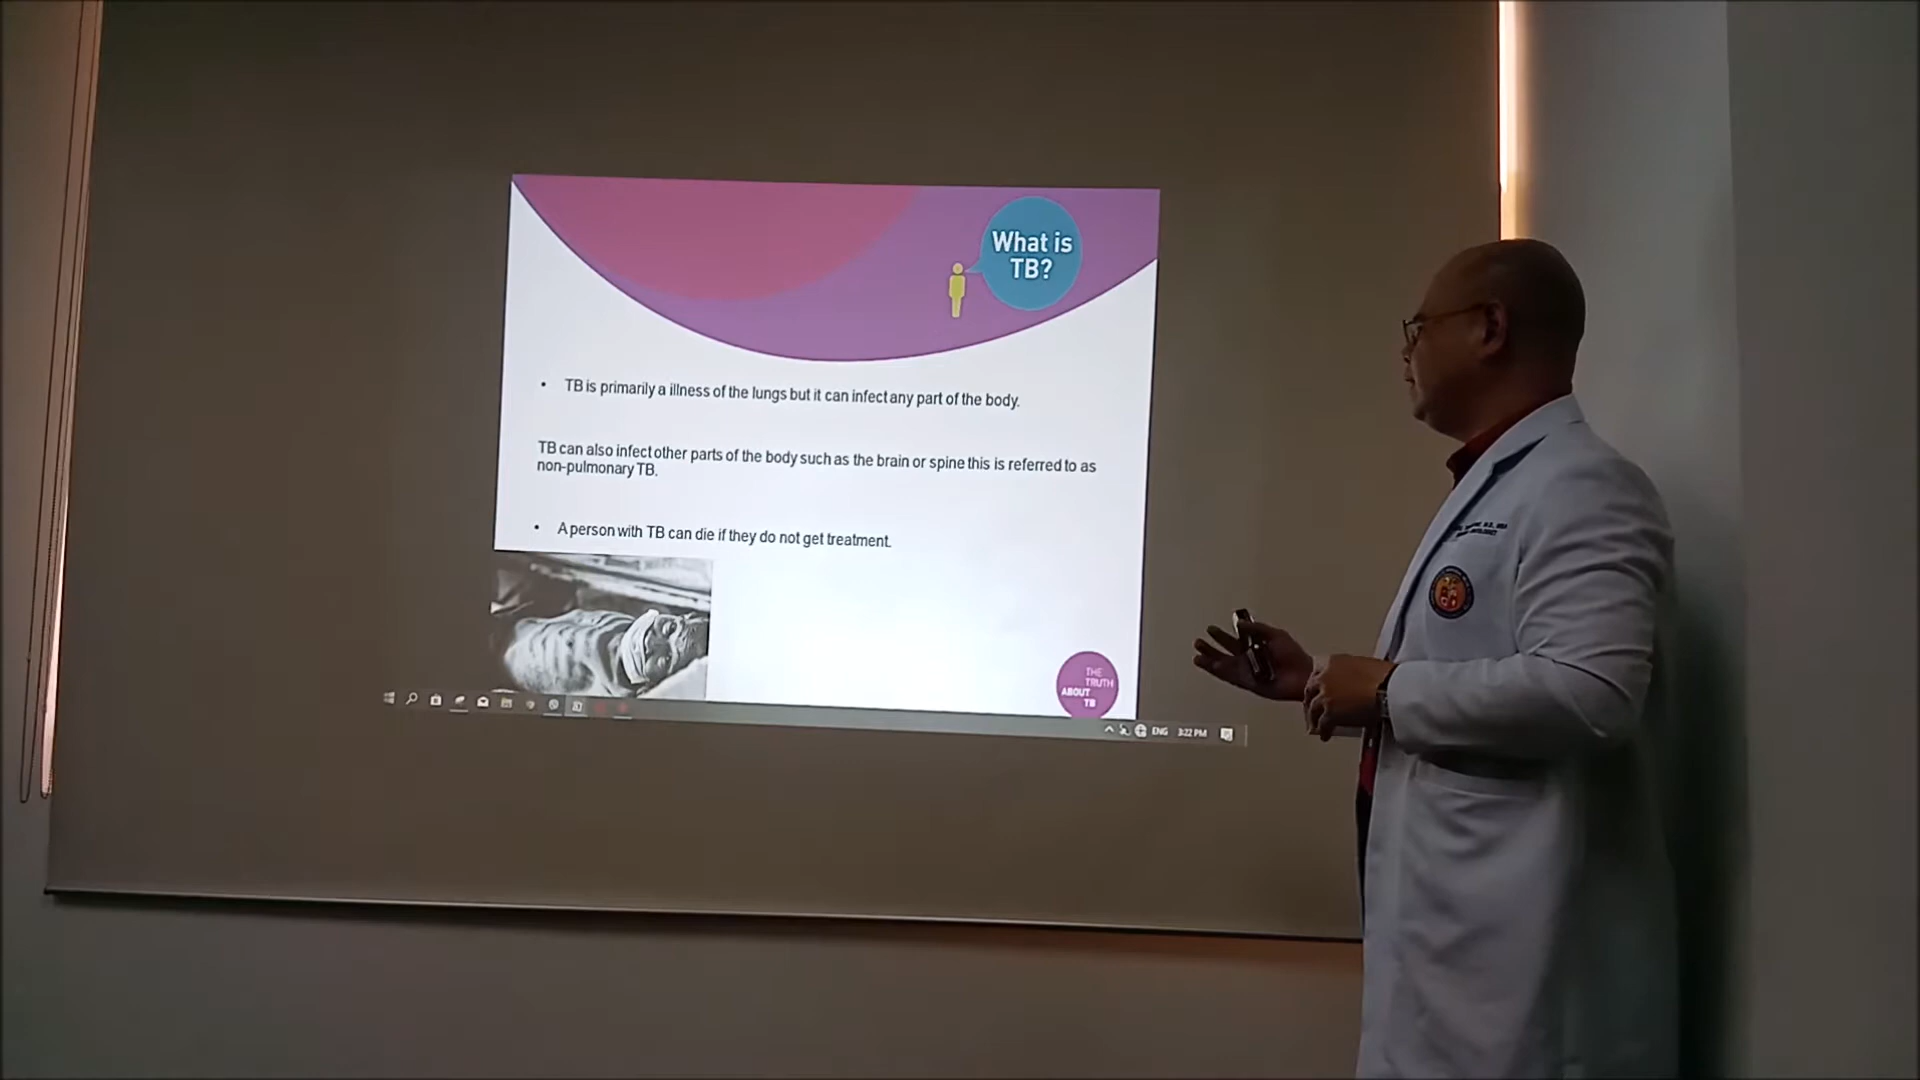 What is
TB?
• TB is primarily a illness of the lungs but it can infect any part of the body.
TB can also infect other parts of the body such as the brain or spine this is referred to as
non-pulmonary TB.
• A person with TB can die if they do not get treatment.
THE
TRUTH
ABOUT
TB
ENG 3:22 PM